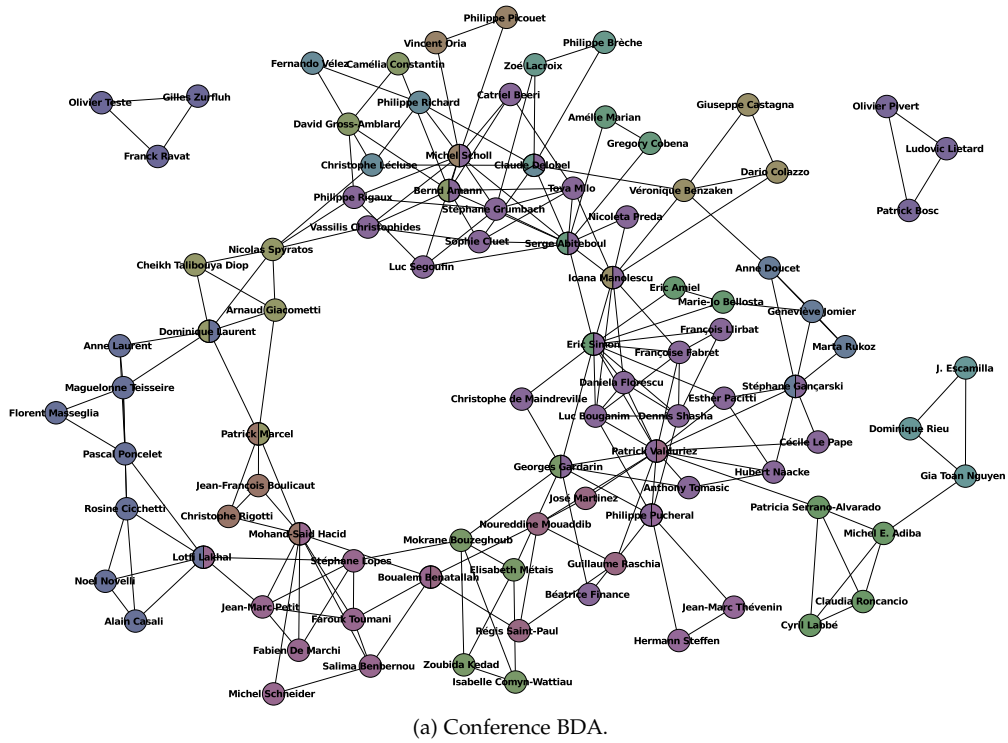 Philippe Picouet
Vincent Oria
Philippe Brèche
Fernando Vélez
Camélia Constantin
Zoé Lacroix
Olivier Teste
Gilles Zurfluh
Philippe Richard
Catriel Beeri
Giuseppe Castagna
Olivier Pivert
David Gross-Amblard
Amélie Marian
Gregory Cobena
Franck Ravat
Christophe Lécluse
Michel Scholl
Claude Delobel
Ludovic Lietard
Dario Colazzo
Philippe Rigaux
Bernd Amann
Tova Milo
Véronique Benzaken
Stéphane Grumbach
Nicoleta Preda
Patrick Bosc
Vassilis Christophides
Sophie Cluet
Serge Abiteboul
Nicolas Spyratos
Cheikh Talibouya Diop
Luc Segoufin
Ioana Manolescu
Anne Doucet
Eric Amiel
Marie-Jo Bellosta
Arnaud Giacometti
Geneviève Jomier
Dominique Laurent
François Llirbat
Anne Laurent
Eric Simon
Françoise Fabret
Marta Rukoz
J. Escamilla
Maguelonne Teisseire
Daniela Florescu
Stéphane Gançarski
Christophe de Maindreville
Esther Pacitti
Florent Masseglia
Luc Bouganim
Dennis Shasha
Dominique Rieu
Patrick Marcel
Cécile Le Pape
Pascal Poncelet
Patrick Valduriez
Georges Gardarin
Hubert Naacke
Gia Toan Nguyen
Jean-François Boulicaut
Anthony Tomasic
José Martinez
Rosine Cicchetti
Christophe Rigotti
Patricia Serrano-Alvarado
Philippe Pucheral
Noureddine Mouaddib
Mohand-Saïd Hacid
Michel E. Adiba
Mokrane Bouzeghoub
Lotfi Lakhal
Stéphane Lopes
Guillaume Raschia
Elisabeth Métais
Noel Novelli
Boualem Benatallah
Béatrice Finance
Claudia Roncancio
Jean-Marc Petit
Jean-Marc Thévenin
Alain Casali
Farouk Toumani
Régis Saint-Paul
Cyril Labbé
Hermann Steffen
Fabien De Marchi
Salima Benbernou
Zoubida Kedad
Isabelle Comyn-Wattiau
Michel Schneider
(a) Conference BDA.